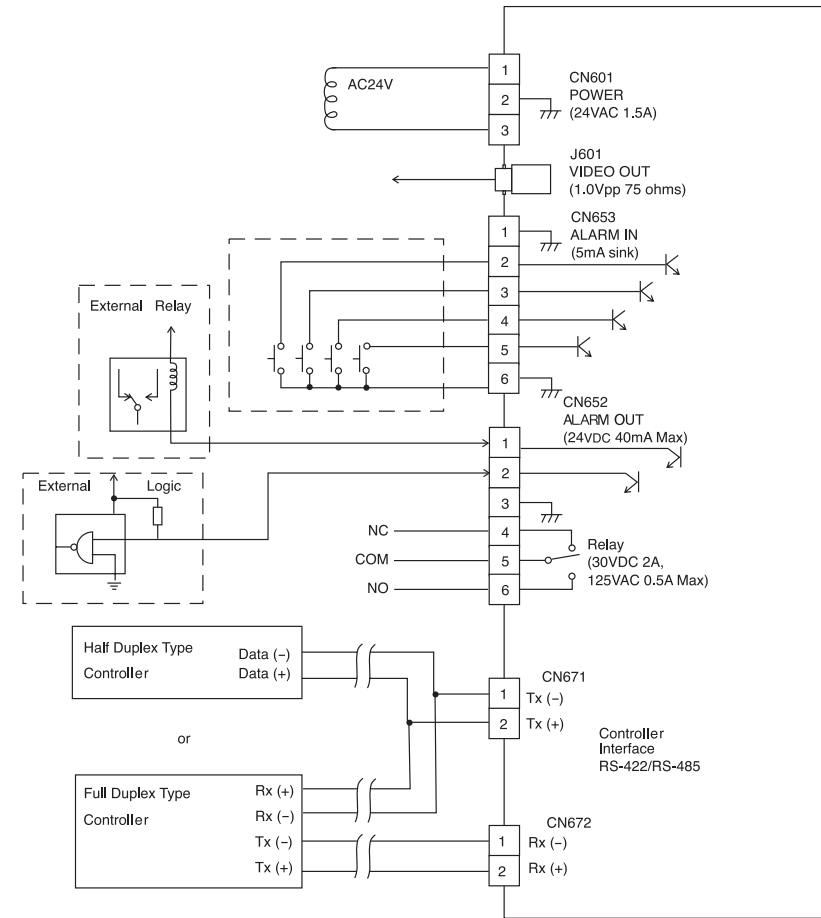 AC24V
1
2
3
CN601
POWER
(24VAC 1.5A)
J601
VIDEO OUT
(1.0Vpp 75 ohms)
CN653
ALARM IN
(5mA sink)
1
2
3
4
5
6
External Relay
CN652
ALARM OUT
(24VDC 40mA Max)
1
2
3
4
5
6
External Logic
NC
COM
NO
Relay
(30VDC 2A,
125VAC 0.5A Max)
Half Duplex Type
Controller
Data (−)
Data (+)
CN671
1 Tx (−)
2 Tx (+)
or
Controller
Interface
RS-422/RS-485
Full Duplex Type
Controller
Rx (+)
Rx (−)
Tx (−)
Tx (+)
CN672
1 Rx (−)
2 Rx (+)